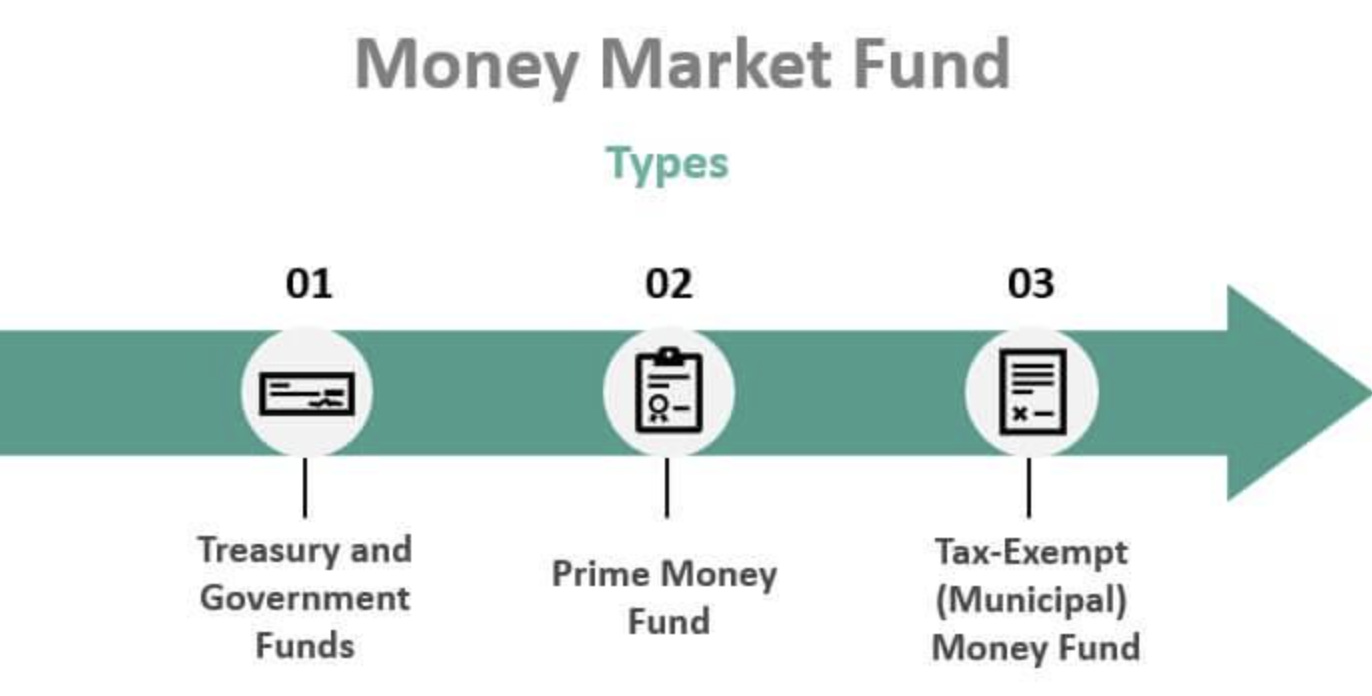 Money Market Fund
Types
01
02
03
Treasury and
Government
Funds
Prime Money
Fund
Tax-Exempt
(Municipal)
Money Fund